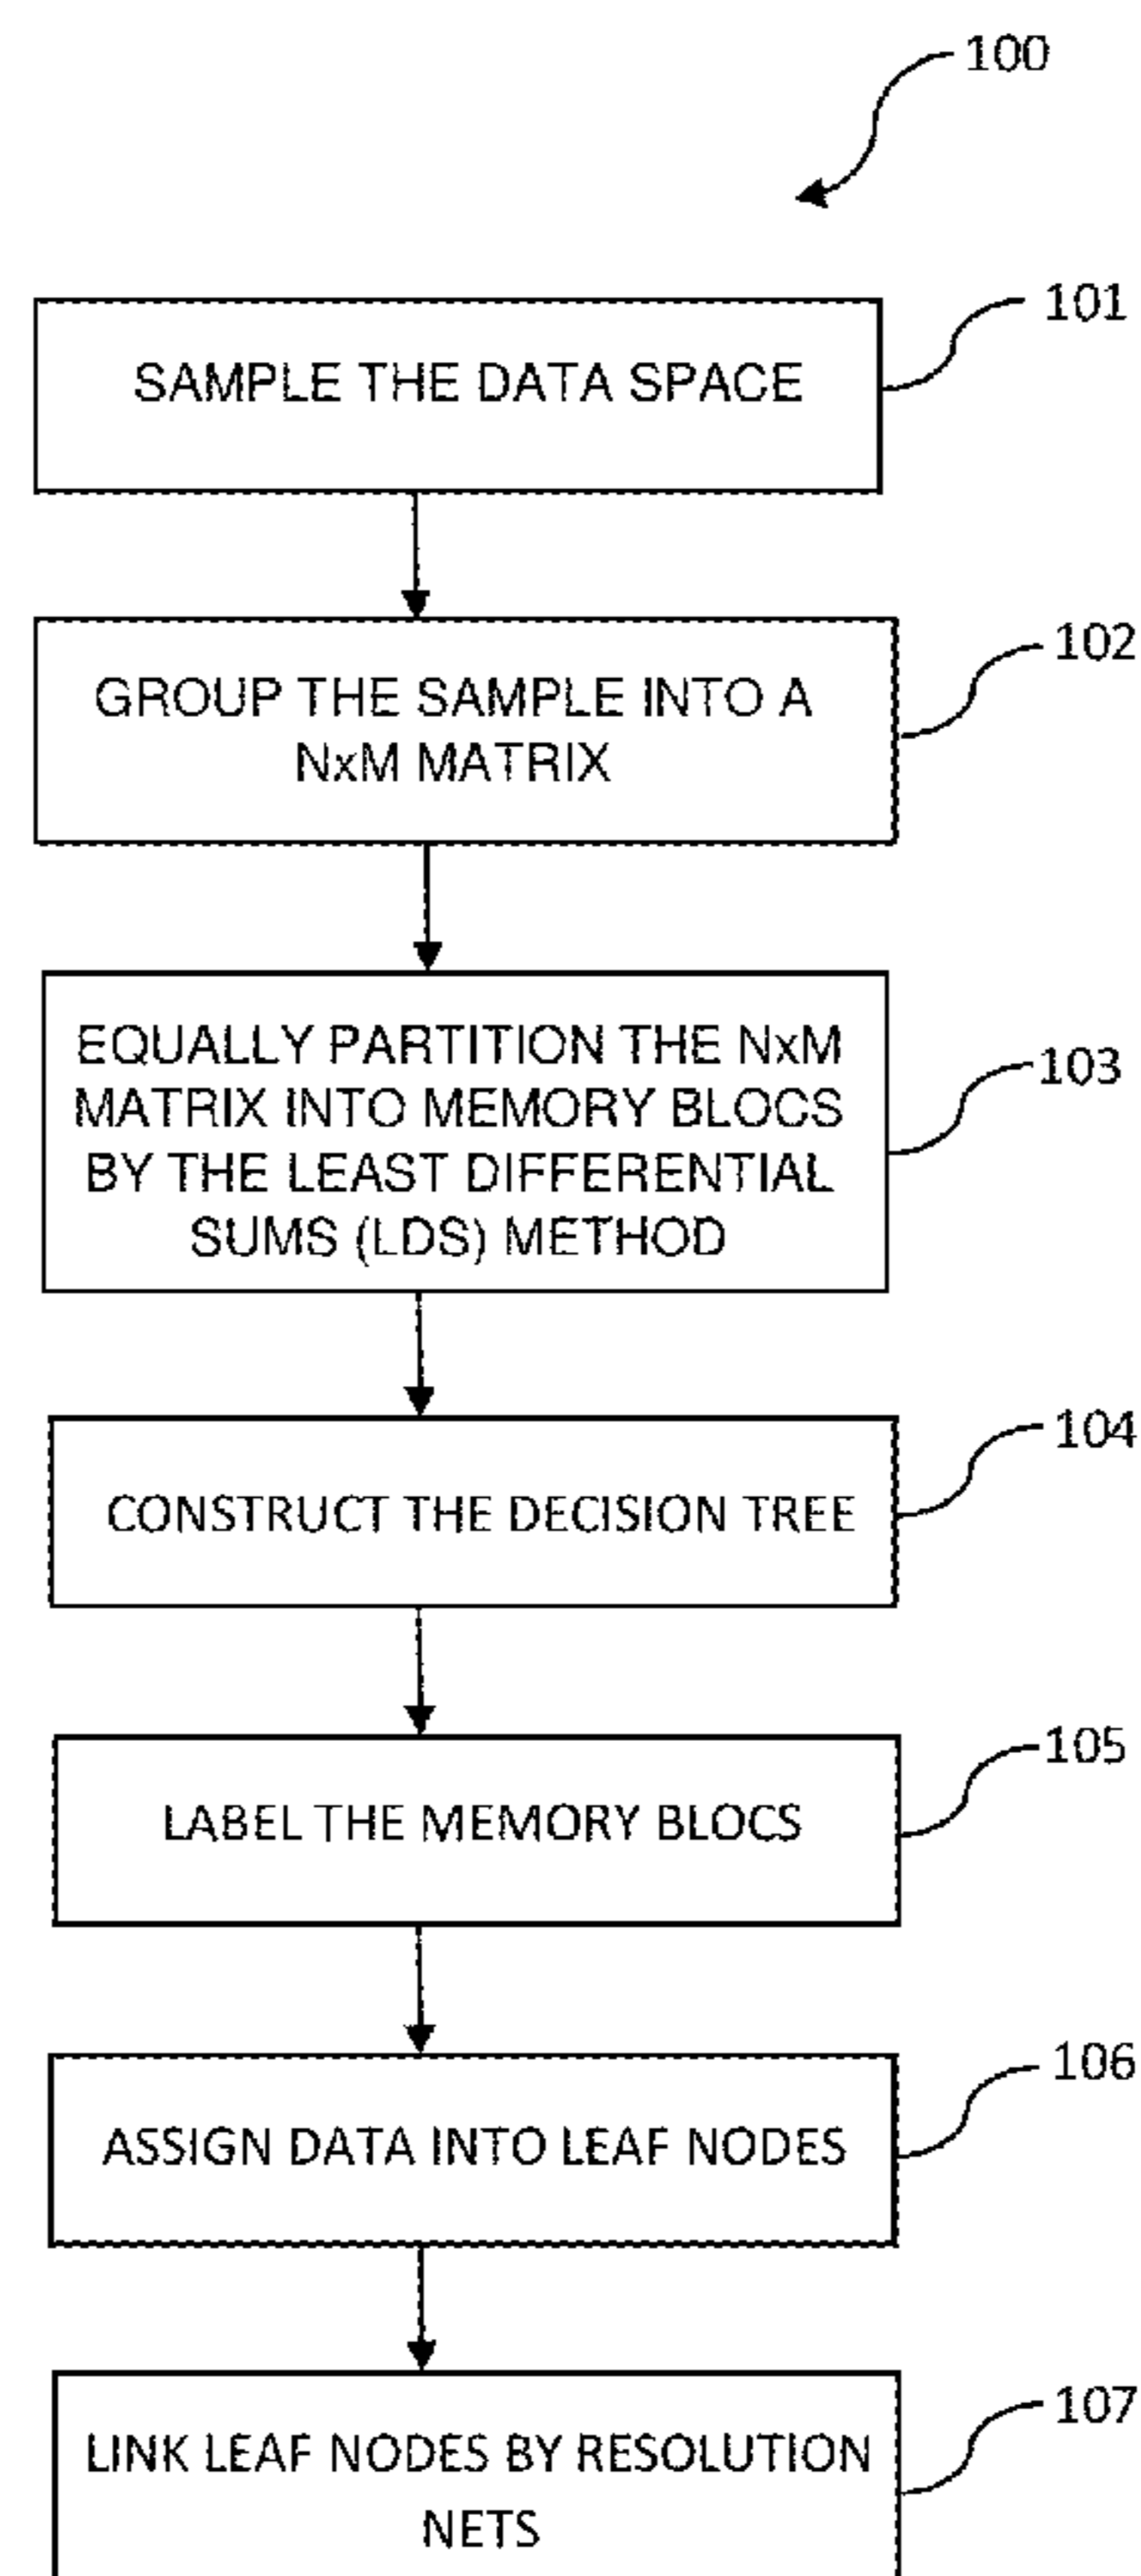 100
101
SAMPLE THE DATA SPACE
102
GROUP THE SAMPLE INTO A
NxM MATRIX
103
EQUALLY PARTITION THE NxM
MATRIX INTO MEMORY BLOCS
BY THE LEAST DIFFERENTIAL
SUMS (LDS) METHOD
104
CONSTRUCT THE DECISION TREE
105
LABEL THE MEMORY BLOCS
106
ASSIGN DATA INTO LEAF NODES
107
LINK LEAF NODES BY RESOLUTION
NETS